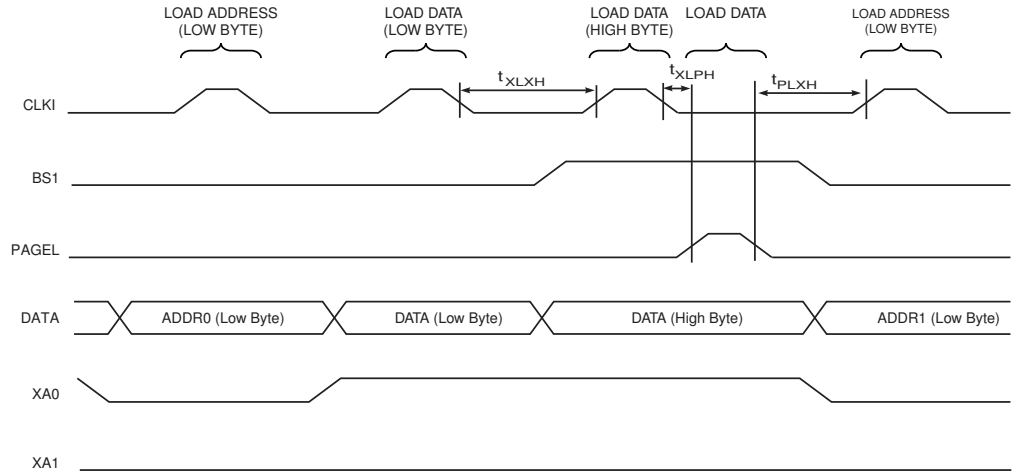 LOAD ADDRESS
(LOW BYTE)
LOAD DATA
(LOW BYTE)
LOAD DATA
(HIGH BYTE)
LOAD DATA
LOAD ADDRESS
(LOW BYTE)
tXLXH
tXLPH
tPLXH
CLKI
BS1
PAGEL
DATA
ADDR0 (Low Byte)
DATA (Low Byte)
DATA (High Byte)
ADDR1 (Low Byte)
XA0
XA1